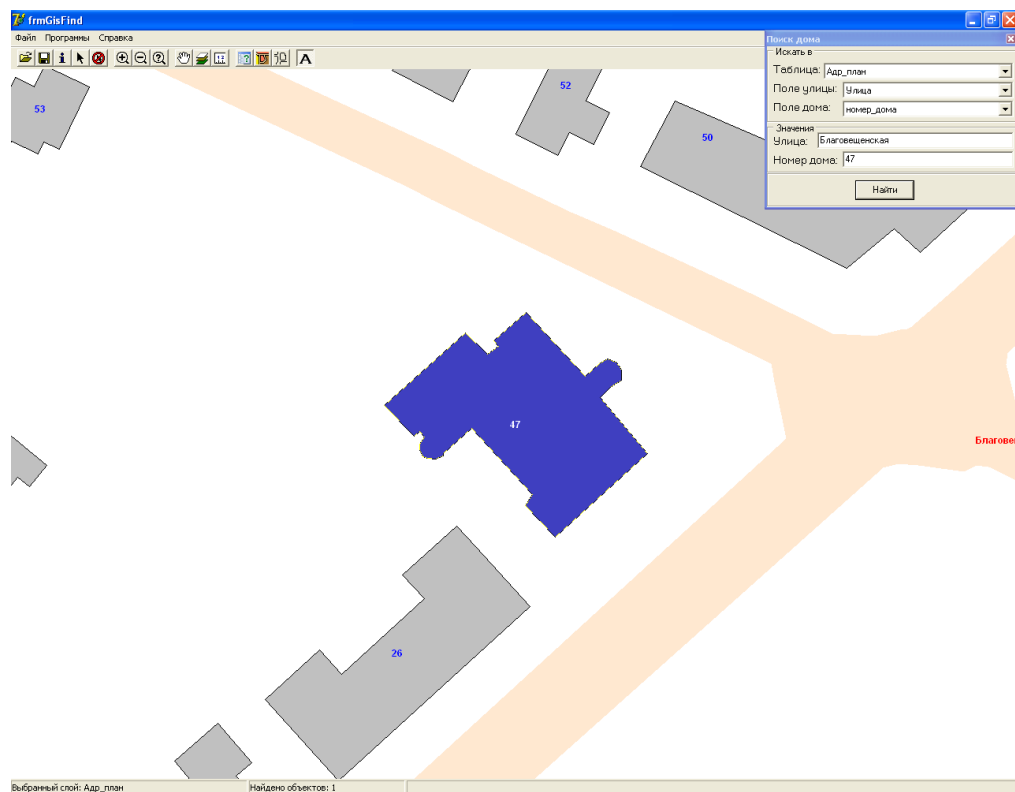 frmGisFind
Файл Программы Справка
A
Поиск дома
Искать в
Таблица: Адр_план
Поле улицы: Улица
Поле дома: номер_дома
Значения
Улица: Благовещенская
Номер дома: 47
Найти
53
52
50
47
Благове
26
Выбранный слой: Адр_план Найдено объектов: 1